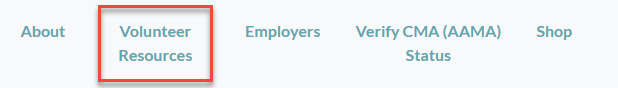 About
Volunteer
Resources
Employers
Verify CMA (AAMA)
Status
Shop